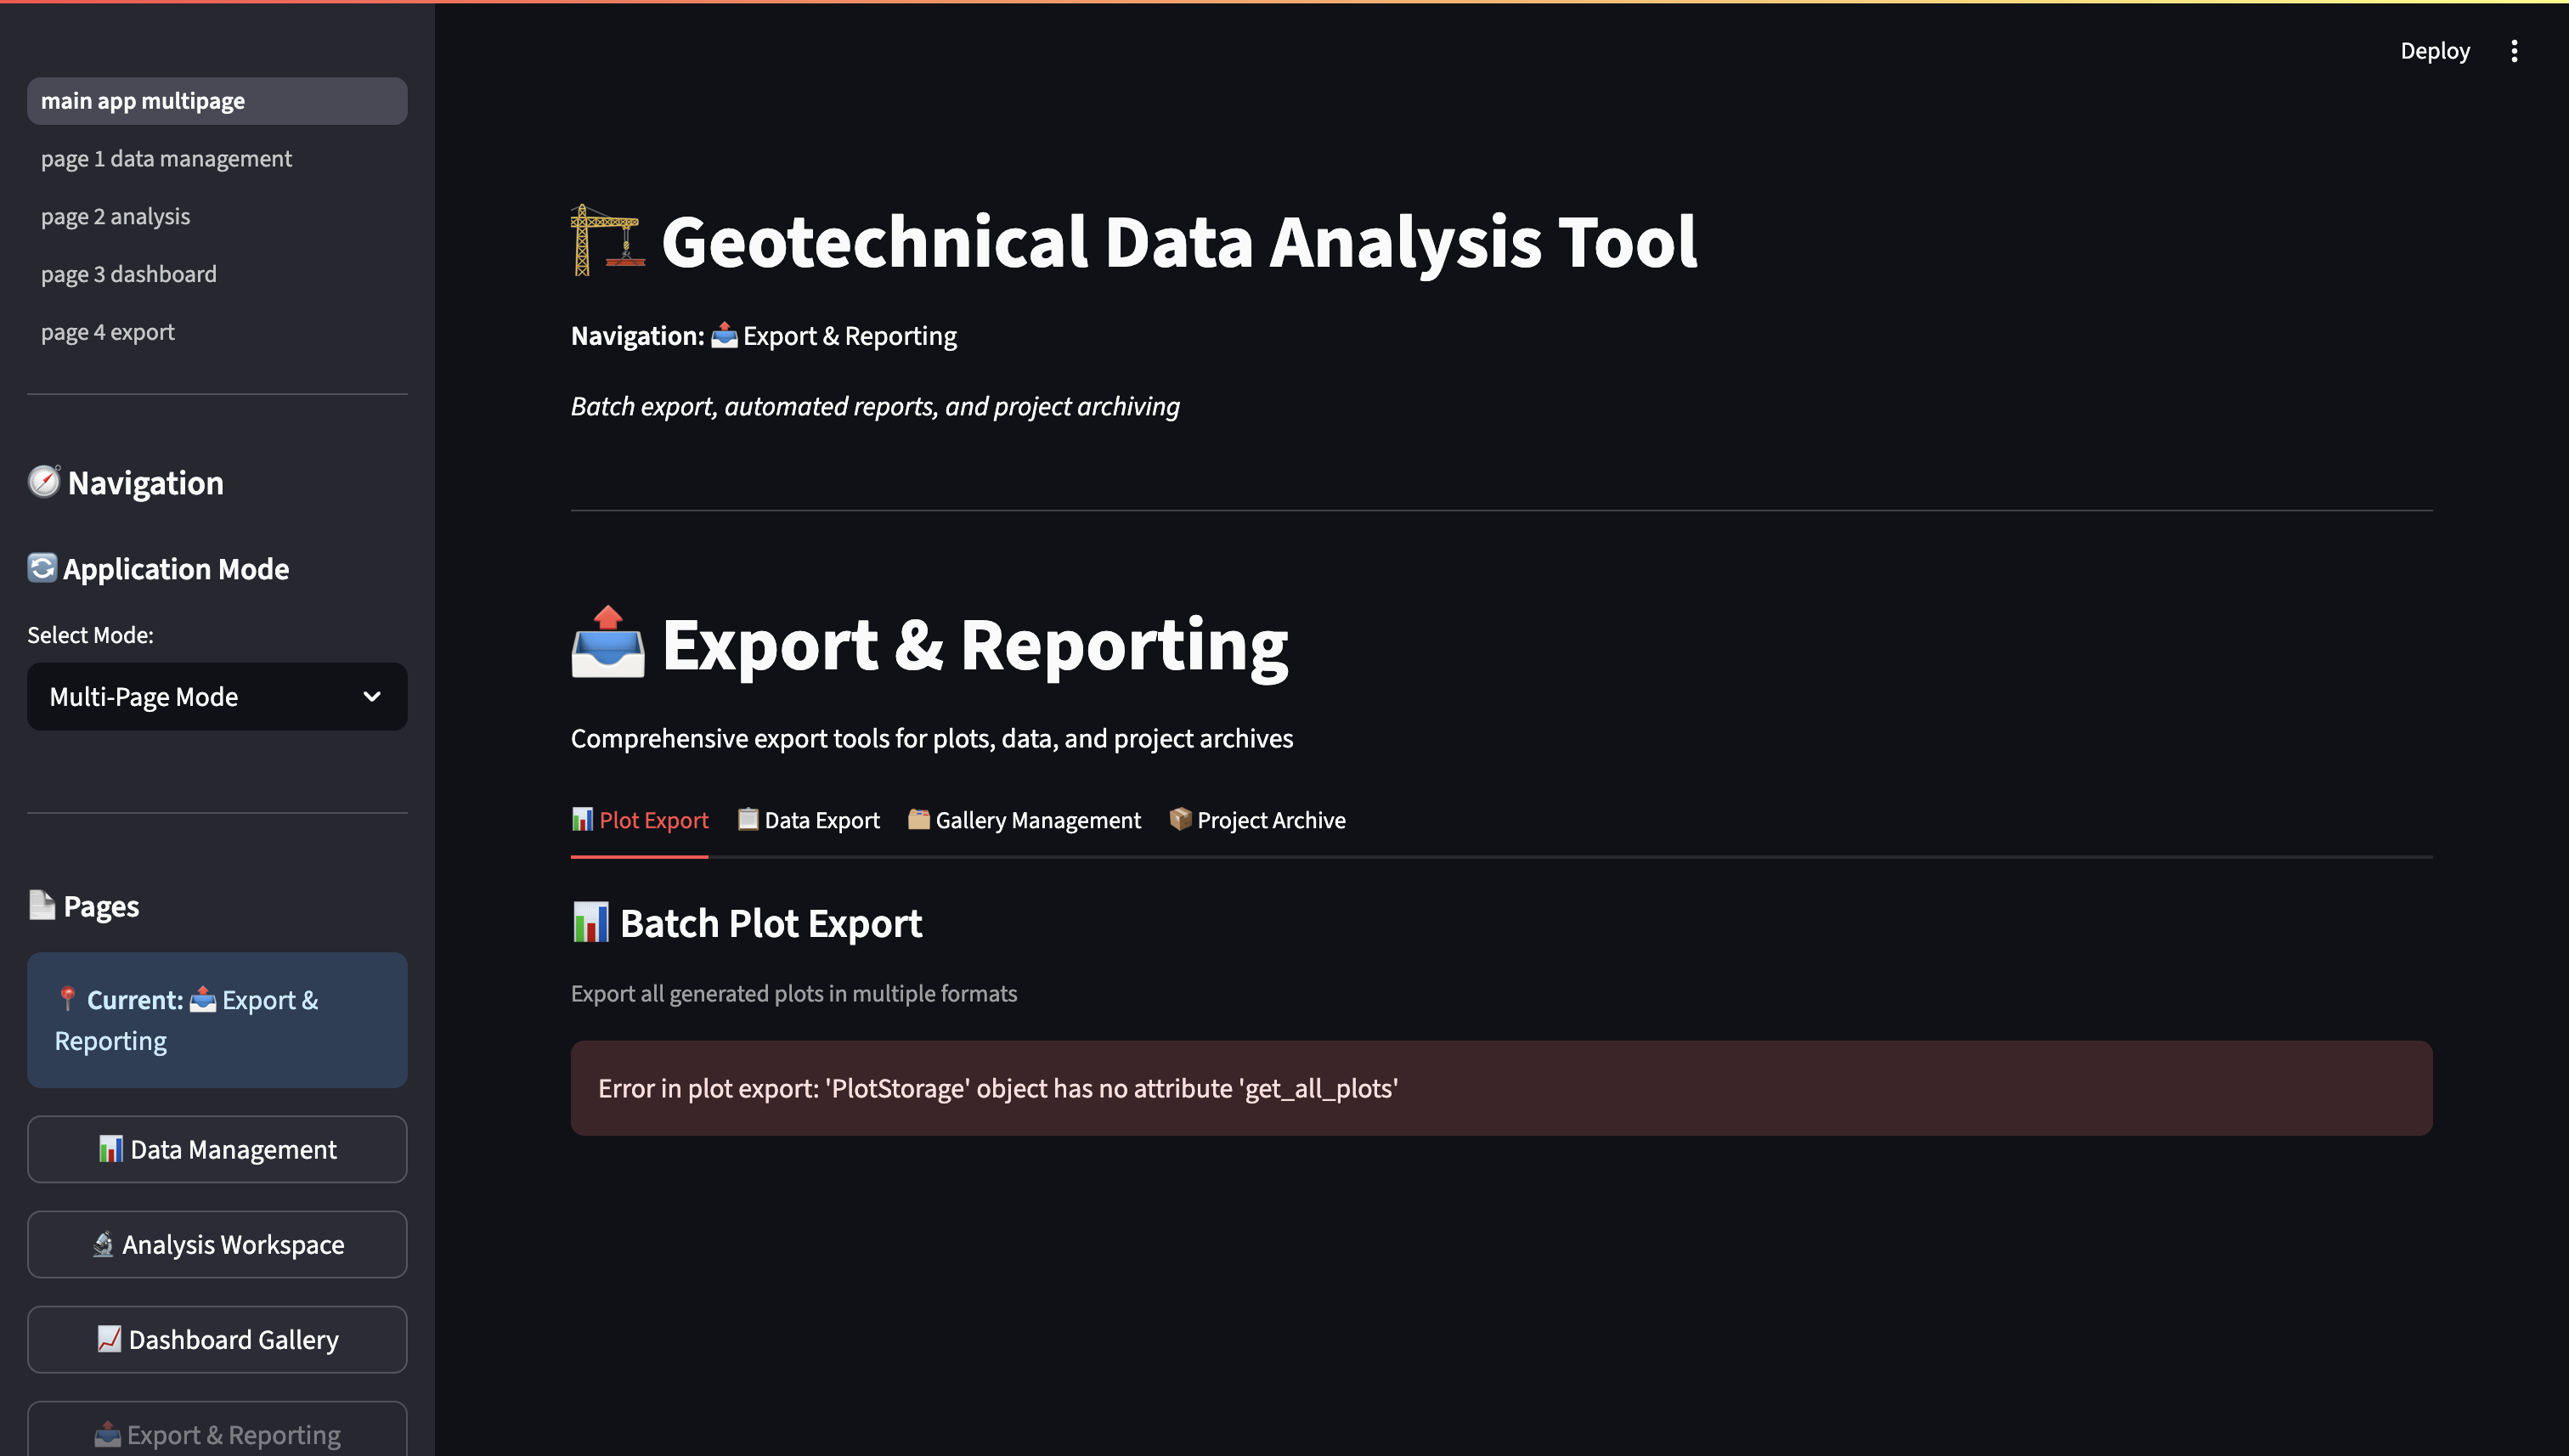 Deploy
main app multipage
page 1 data management
page 2 analysis
page 3 dashboard
page 4 export
Navigation
Application Mode
Select Mode:
Multi-Page Mode
Pages
Current: Export &
Reporting
Data Management
Analysis Workspace
Dashboard Gallery
Export & Reporting
Geotechnical Data Analysis Tool
Navigation: Export & Reporting
Batch export, automated reports, and project archiving
Export & Reporting
Comprehensive export tools for plots, data, and project archives
Plot Export Data Export Gallery Management Project Archive
Batch Plot Export
Export all generated plots in multiple formats
Error in plot export: 'PlotStorage' object has no attribute 'get_all_plots'